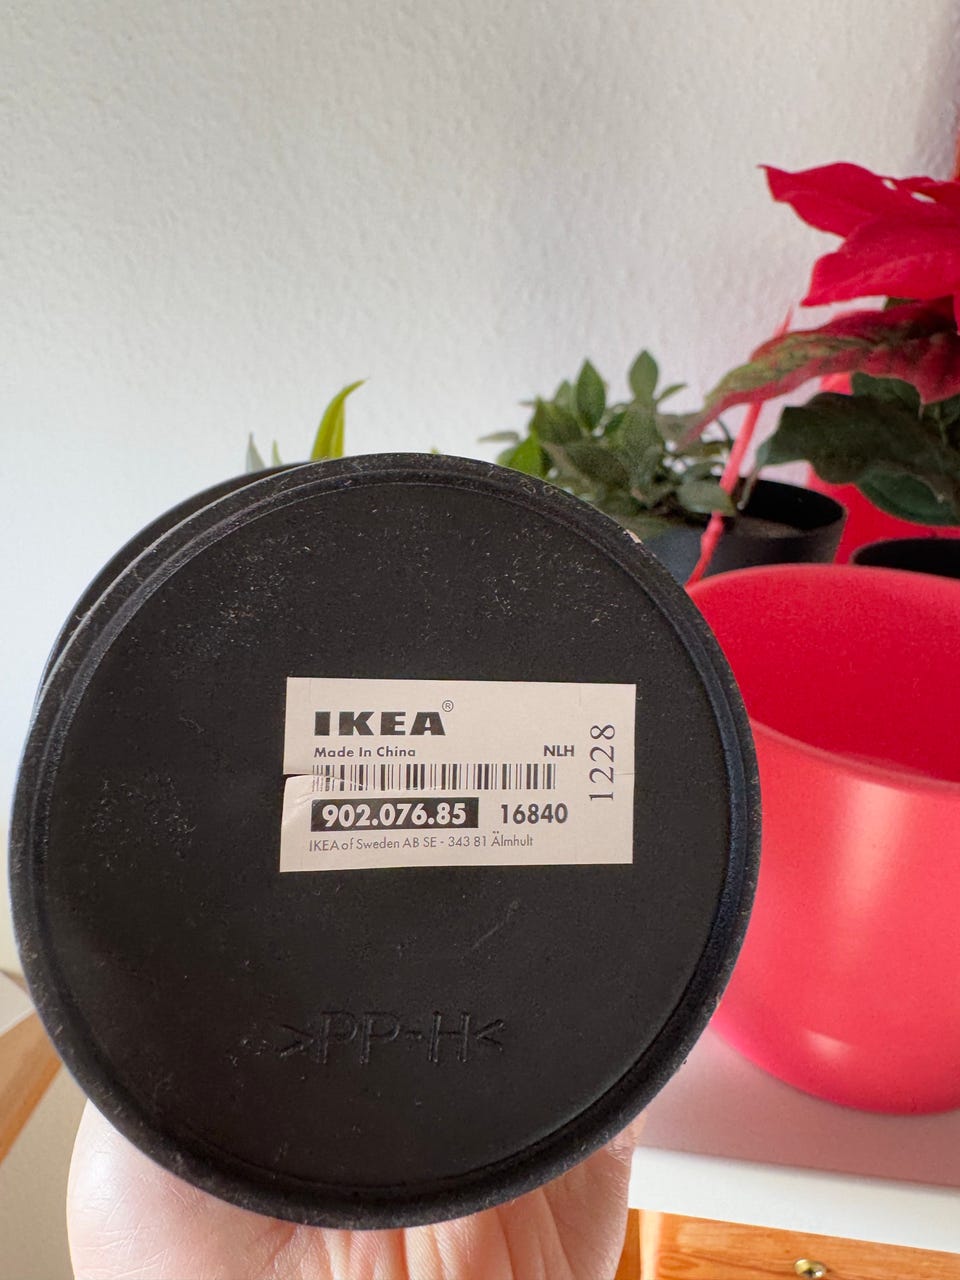 IKEA®
Made In China NLH
902.076.85 16840
IKEA of Sweden AB SE - 343 81 Älmhult
1228
>PP-H<